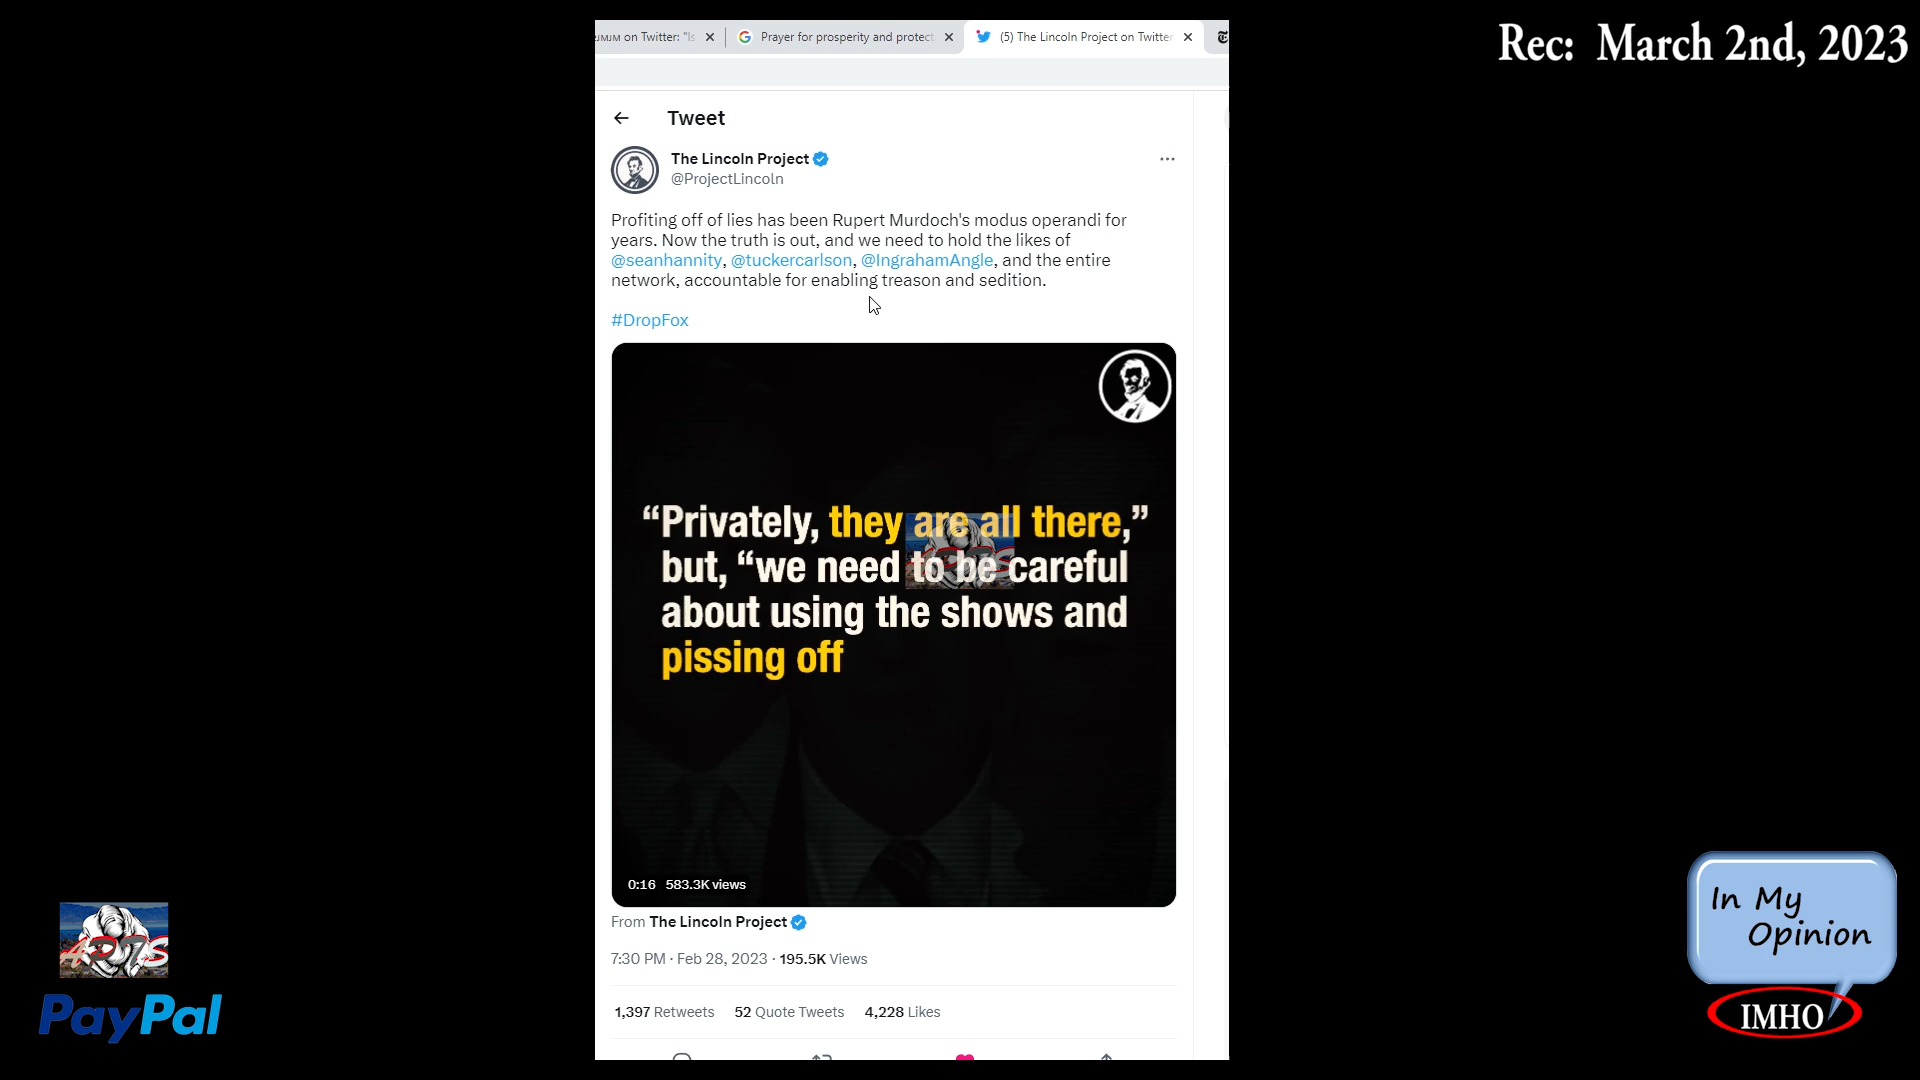 Rec: March 2nd, 2023
on Twitter: "Is
Prayer for prosperity and protect
(5) The Lincoln Project on Twitter
Tweet
The Lincoln Project
@ProjectLincoln
Profiting off of lies has been Rupert Murdoch's modus operandi for
years. Now the truth is out, and we need to hold the likes of
@seanhannity, @tuckercarlson, @IngrahamAngle, and the entire
network, accountable for enabling treason and sedition.
#DropFox
“Privately, they are all there,”
but, “we need to be careful
about using the shows and
pissing off
0:16 583.3K views
From The Lincoln Project
7:30 PM · Feb 28, 2023 · 195.5K Views
1,397 Retweets 52 Quote Tweets 4,228 Likes
PayPal
In My
Opinion
IMHO